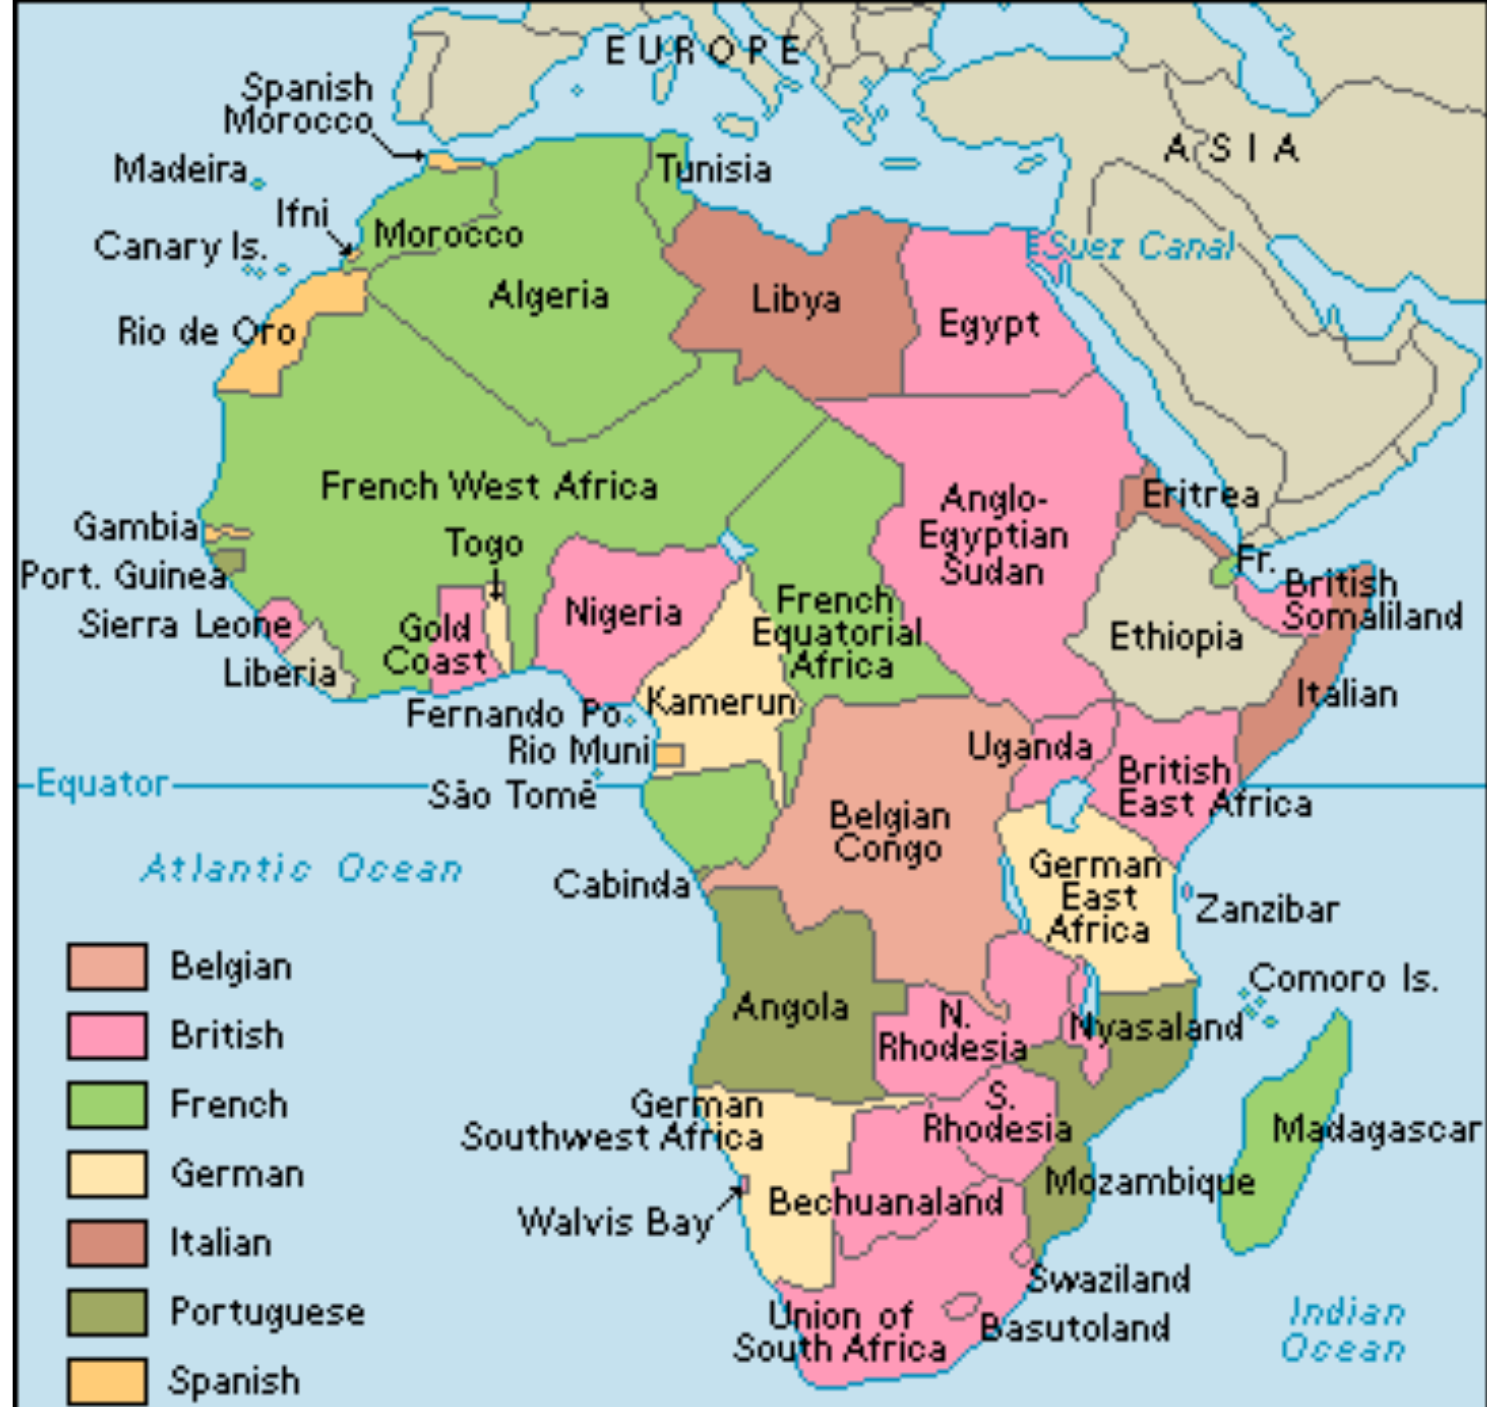 EUROPE
Spanish
Morocco
ASIA
Madeira
Tunisia
Ifni
Morocco
Canary Is.
Suez Canal
Algeria
Libya
Rio de Oro
Egypt
French West Africa
Anglo-
Egyptian
Sudan
Eritrea
Gambia
Togo
Fr.
Port. Guinea
British
Somaliland
Sierra Leone
Gold
Coast
Nigeria
French
Equatorial
Africa
Ethiopia
Liberia
Italian
Fernando Po
Kamerun
Rio Muni
Uganda
British
East Africa
Equator
São Tomé
Belgian
Congo
Atlantic Ocean
German
East
Africa
Cabinda
Zanzibar
Comoro Is.
Angola
N.
Rhodesia
Nyasaland
German
Southwest Africa
S.
Rhodesia
Madagascar
Walvis Bay
Bechuanaland
Mozambique
Swaziland
Union of
South Africa
Basutoland
Indian
Ocean
Belgian
British
French
German
Italian
Portuguese
Spanish